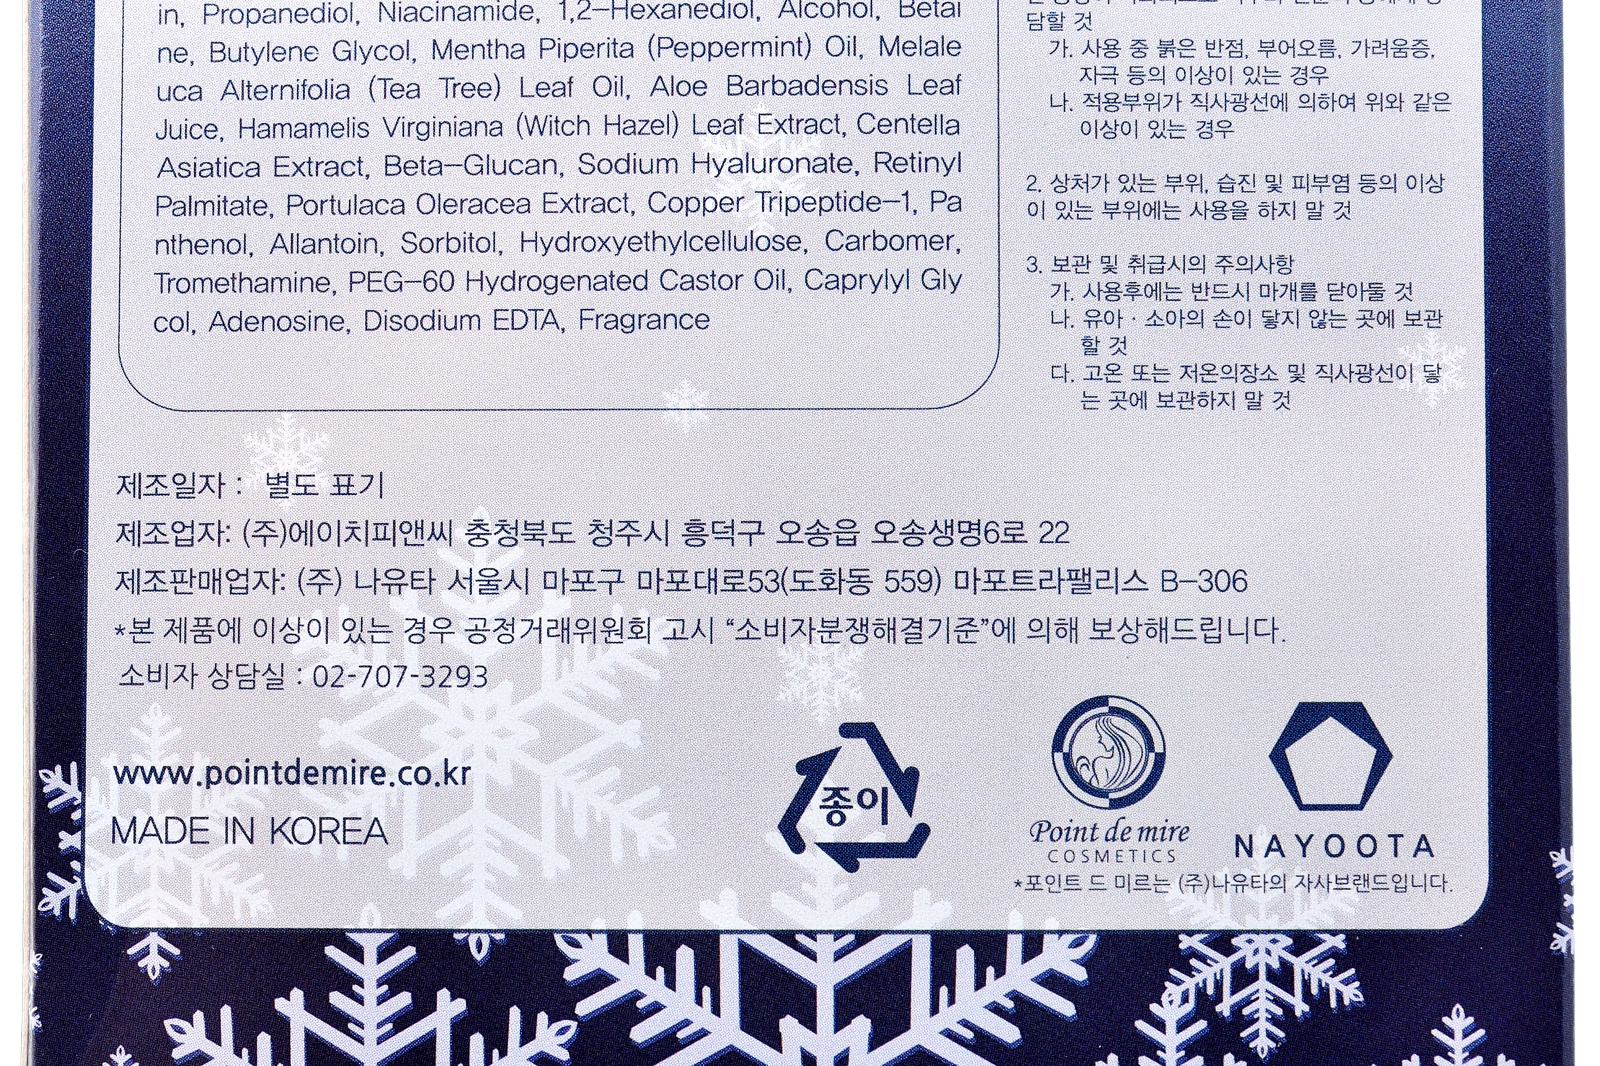 in, Propanediol, Niacinamide, 1,2-Hexanediol, Alcohol, Betai
ne, Butylene Glycol, Mentha Piperita (Peppermint) Oil, Melale
uca Alternifolia (Tea Tree) Leaf Oil, Aloe Barbadensis Leaf
Juice, Hamamelis Virginiana (Witch Hazel) Leaf Extract, Centella
Asiatica Extract, Beta-Glucan, Sodium Hyaluronate, Retinyl
Palmitate, Portulaca Oleracea Extract, Copper Tripeptide-1, Pa
nthenol, Allantoin, Sorbitol, Hydroxyethylcellulose, Carbomer,
Tromethamine, PEG-60 Hydrogenated Castor Oil, Caprylyl Gly
col, Adenosine, Disodium EDTA, Fragrance
담할 것
가. 사용 중 붉은 반점, 부어오름, 가려움증,
자극 등의 이상이 있는 경우
나. 적용부위가 직사광선에 의하여 위와 같은
이상이 있는 경우
2. 상처가 있는 부위, 습진 및 피부염 등의 이상
이 있는 부위에는 사용을 하지 말 것
3. 보관 및 취급시의 주의사항
가. 사용후에는 반드시 마개를 닫아둘 것
나. 유아 · 소아의 손이 닿지 않는 곳에 보관
할 것
다. 고온 또는 저온의장소 및 직사광선이 닿
는 곳에 보관하지 말 것
제조일자 : 별도 표기
제조업자: (주)에이치피앤씨 충청북도 청주시 흥덕구 오송읍 오송생명6로 22
제조판매업자: (주) 나유타 서울시 마포구 마포대로53(도화동 559) 마포트라팰리스 B-306
*본 제품에 이상이 있는 경우 공정거래위원회 고시 “소비자분쟁해결기준”에 의해 보상해드립니다.
소비자 상담실 : 02-707-3293
www.pointdemire.co.kr
MADE IN KOREA
종이
Point de mire
COSMETICS
NAYOOTA
*포인트 드 미르는 (주)나유타의 자사브랜드입니다.